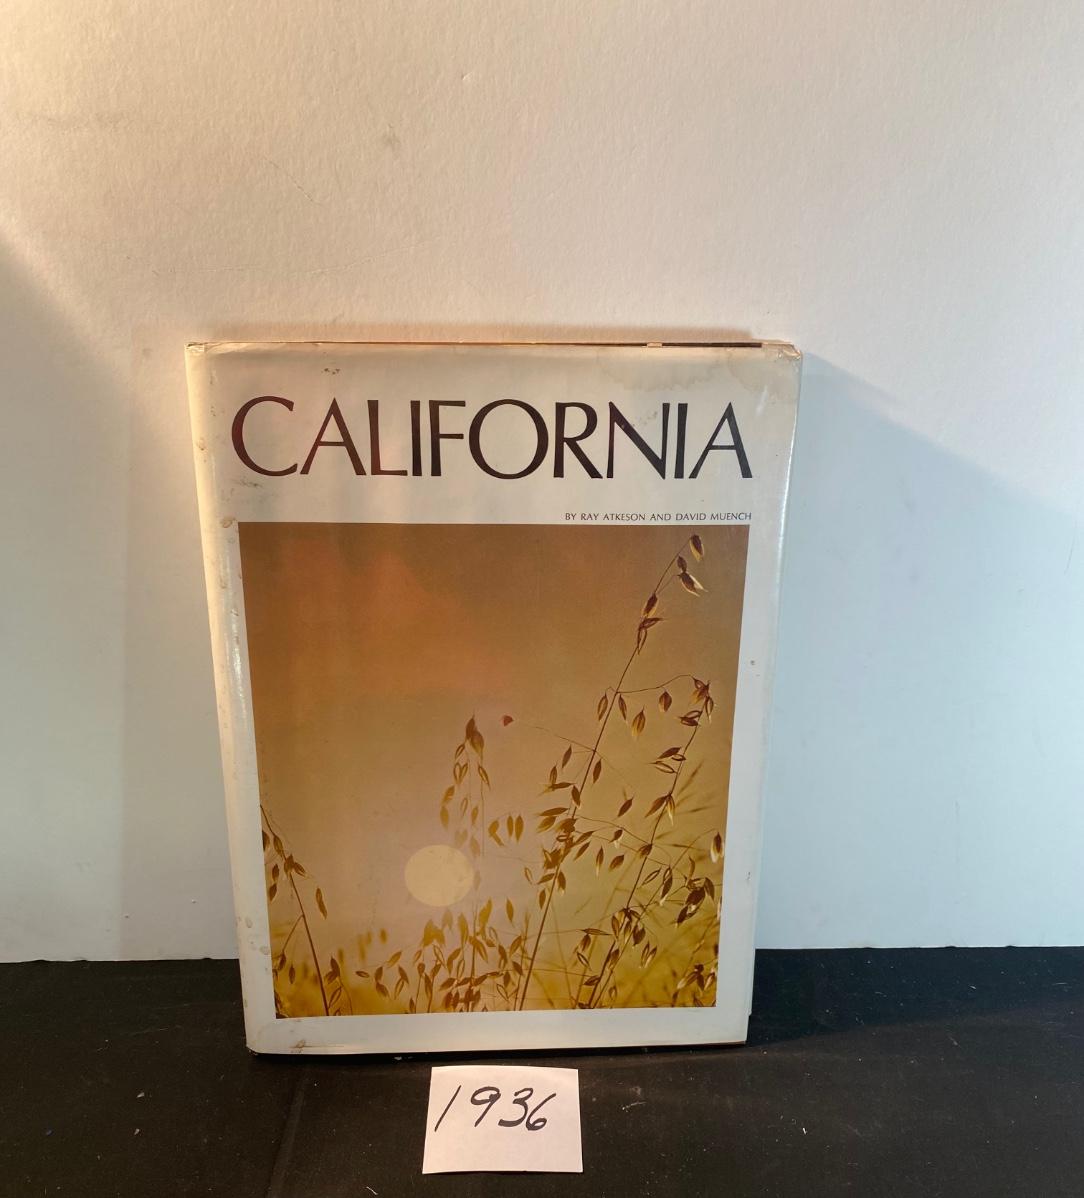 CALIFORNIA
BY RAY ATKESON AND DAVID MUENCH
1936